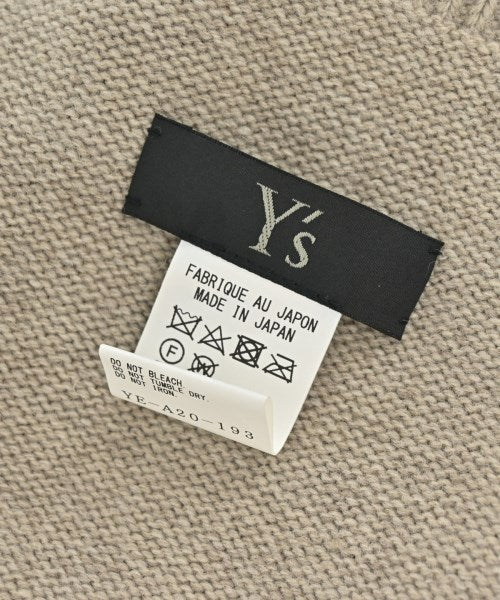 Y's
FABRIQUE AU JAPON
MADE IN JAPAN
F
W
DO NOT BLEACH.
DO NOT TUMBLE DRY.
DO NOT IRON.
YE-A20-193